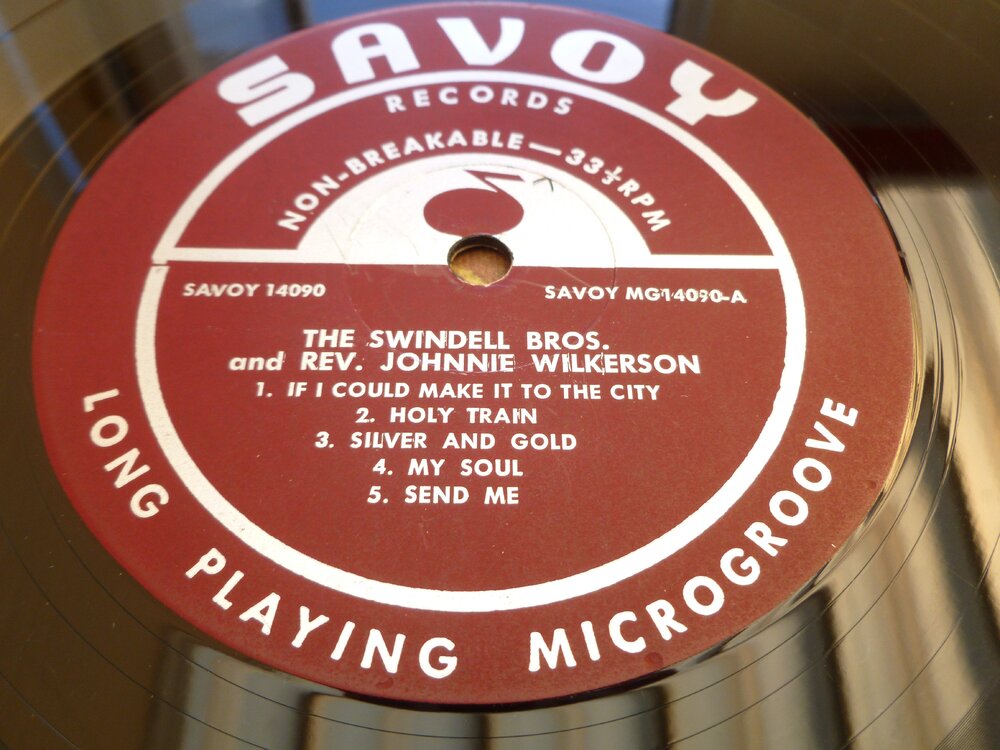 SAVOY
RECORDS
NON-BREAKABLE—33⅓RPM
SAVOY 14090
SAVOY MG14090-A
THE SWINDELL BROS.
and REV. JOHNNIE WILKERSON
1. IF I COULD MAKE IT TO THE CITY
2. HOLY TRAIN
3. SILVER AND GOLD
4. MY SOUL
5. SEND ME
LONG PLAYING MICROGROOVE